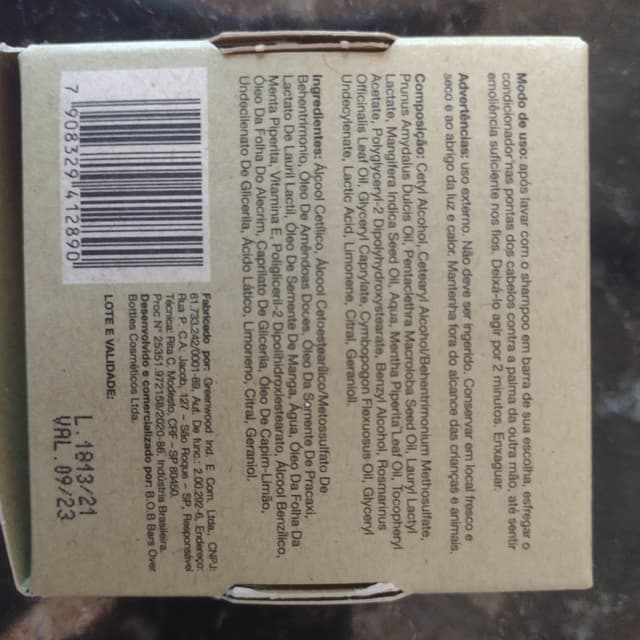 Modo de uso: após lavar com o shampoo em barra de sua escolha, esfregar o
condicionador nas pontas dos cabelos contra a palma da outra mão, até sentir
emoliência suficiente nos fios. Deixá-lo agir por 2 minutos. Enxaguar.
Advertências: uso externo. Não deve ser ingerido. Conservar em local fresco e
seco e ao abrigo da luz e calor. Mantenha fora do alcance das crianças e animais.
Composição: Cetyl Alcohol, Cetearyl Alcohol/Behentrimonium Methosulfate,
Prunus Amydalus Dulcis Oil, Pentaclethra Macroloba Seed Oil, Lauryl Lactyl
Lactate, Mangifera Indica Seed Oil, Aqua, Mentha Piperita Leaf Oil, Tocopheryl
Acetate, Polyglyceryl-2 Dipolyhydroxystearate, Benzyl Alcohol, Rosmarinus
Officinalis Leaf Oil, Glyceryl Caprylate, Cymbopogon Flexuosus Oil, Glyceryl
Undecylenate, Lactic Acid, Limonene, Citral, Geraniol.
Ingredientes: Álcool Cetílico, Álcool Cetoestearílico/Metosulfato De
Behentrimônio, Óleo De Amêndoas Doces, Óleo Da Semente De Pracaxi,
Lactato De Lauril Lactil, Óleo De Semente De Manga, Água, Óleo Da Folha Da
Menta Piperita, Vitamina E, Poligliceril-2 Dipolihidroxiestearato, Álcool Benzílico,
Óleo Da Folha Do Alecrim, Caprilato De Glicerila, Óleo De Capim-Limão,
Undecilenato De Glicerila, Ácido Lático, Limoneno, Citral, Geraniol.
7 908329 412890
Fabricado por: Greenwood Ind. E Com. Ltda, CNPJ:
61.733.222/0001-89, Aut. De func.: 2.00.292-4, Endereço:
Rua P. C.A. Jacob, 127 - São Roque - SP, Responsável
Técnica: Rita C. Modesto, CRF - SP 80450.
Proc Nº 25351.972158/2020-86. Indústria Brasileira.
Desenvolvido e comercializado por: B.O.B Bars Over
Bottles Cosméticos Ltda.
LOTE E VALIDADE:
L.1813/21
VAL.09/23